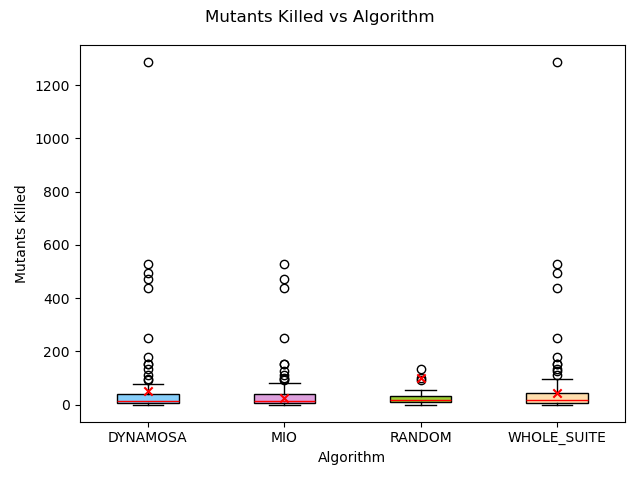 Mutants Killed vs Algorithm
1200
1000
800
600
400
200
0
Mutants Killed
DYNAMOSA MIO RANDOM WHOLE_SUITE
Algorithm